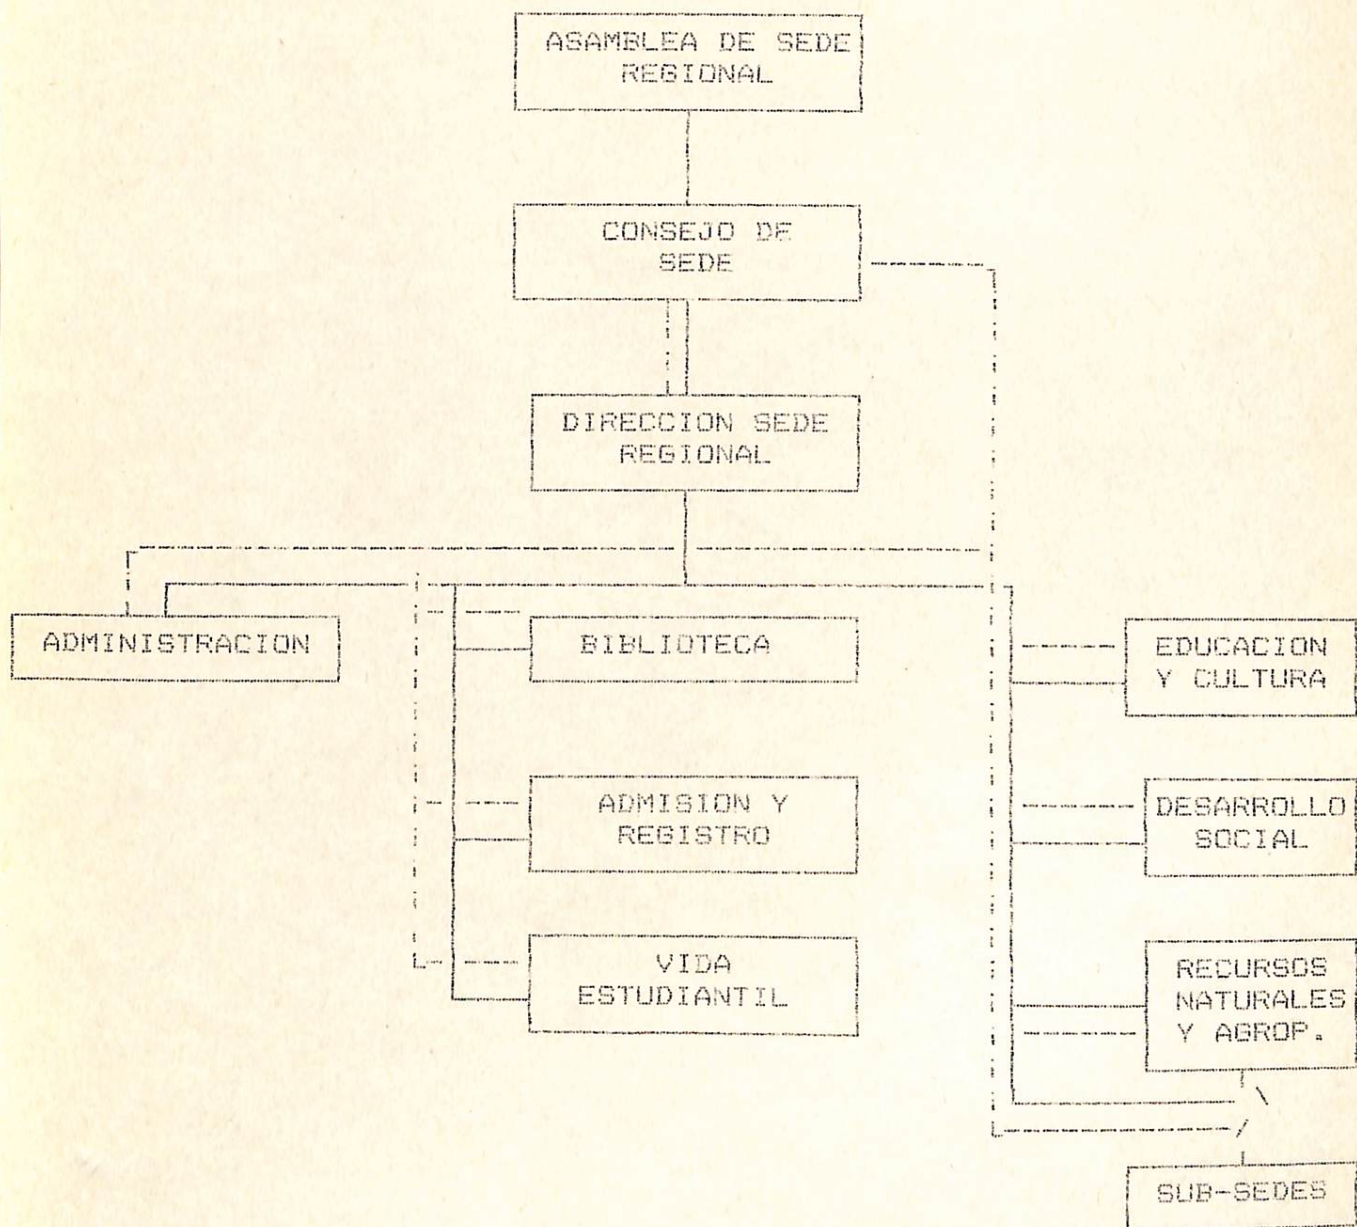 ASAMBLEA DE SEDE
REGIONAL
CONSEJO DE
SEDE
DIRECCION SEDE
REGIONAL
ADMINISTRACION
BIBLIOTECA
ADMISION Y
REGISTRO
VIDA
ESTUDIANTIL
EDUCACION
Y CULTURA
DESARROLLO
SOCIAL
RECURSOS
NATURALES
Y AGROP.
SUB-SEDES